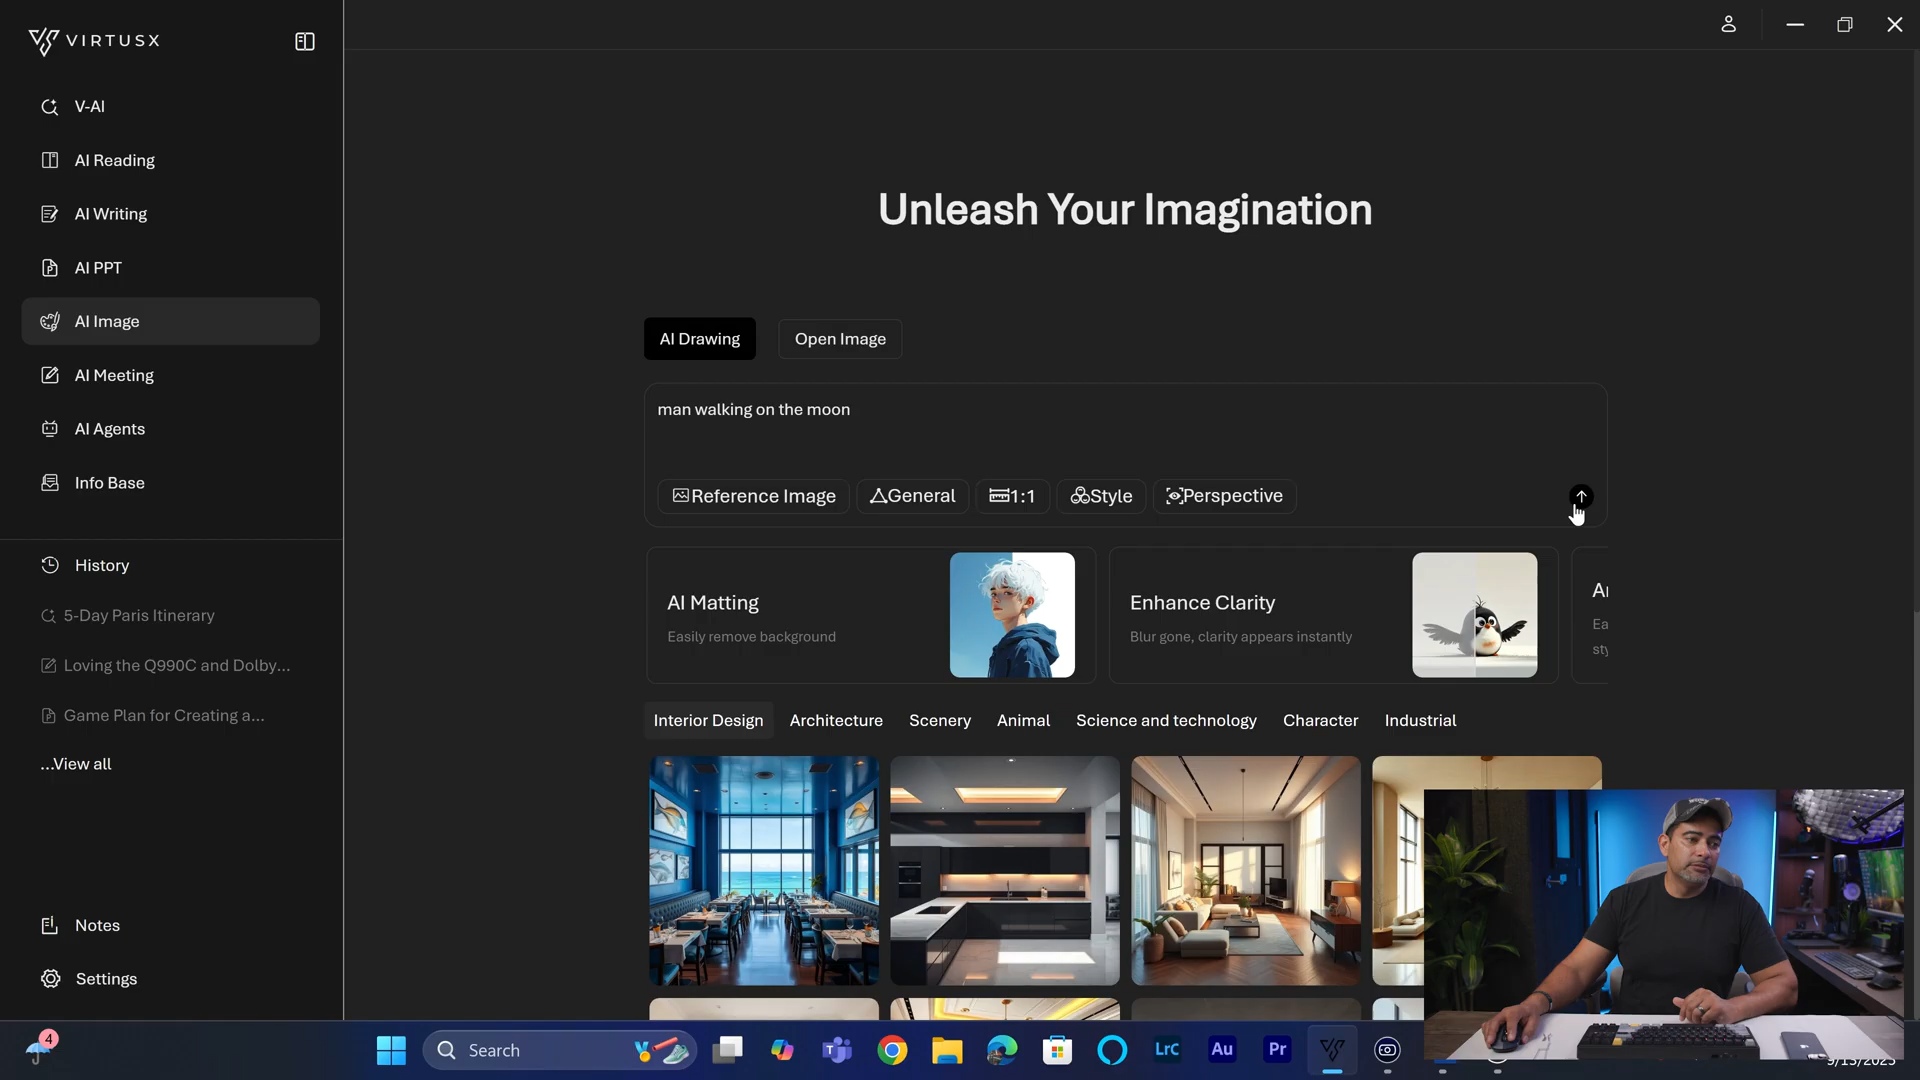 VIRTUSX
V-AI
AI Reading
AI Writing
AI PPT
AI Image
AI Meeting
AI Agents
Info Base
History
5-Day Paris Itinerary
Loving the Q990C and Dolby...
Game Plan for Creating a...
...View all
Notes
Settings
Unleash Your Imagination
AI Drawing
Open Image
man walking on the moon
Reference Image
General
1:1
Style
Perspective
AI Matting
Easily remove background
Enhance Clarity
Blur gone, clarity appears instantly
Interior Design
Architecture
Scenery
Animal
Science and technology
Character
Industrial
4
Search
LrC
Au
Pr
9/13/2025